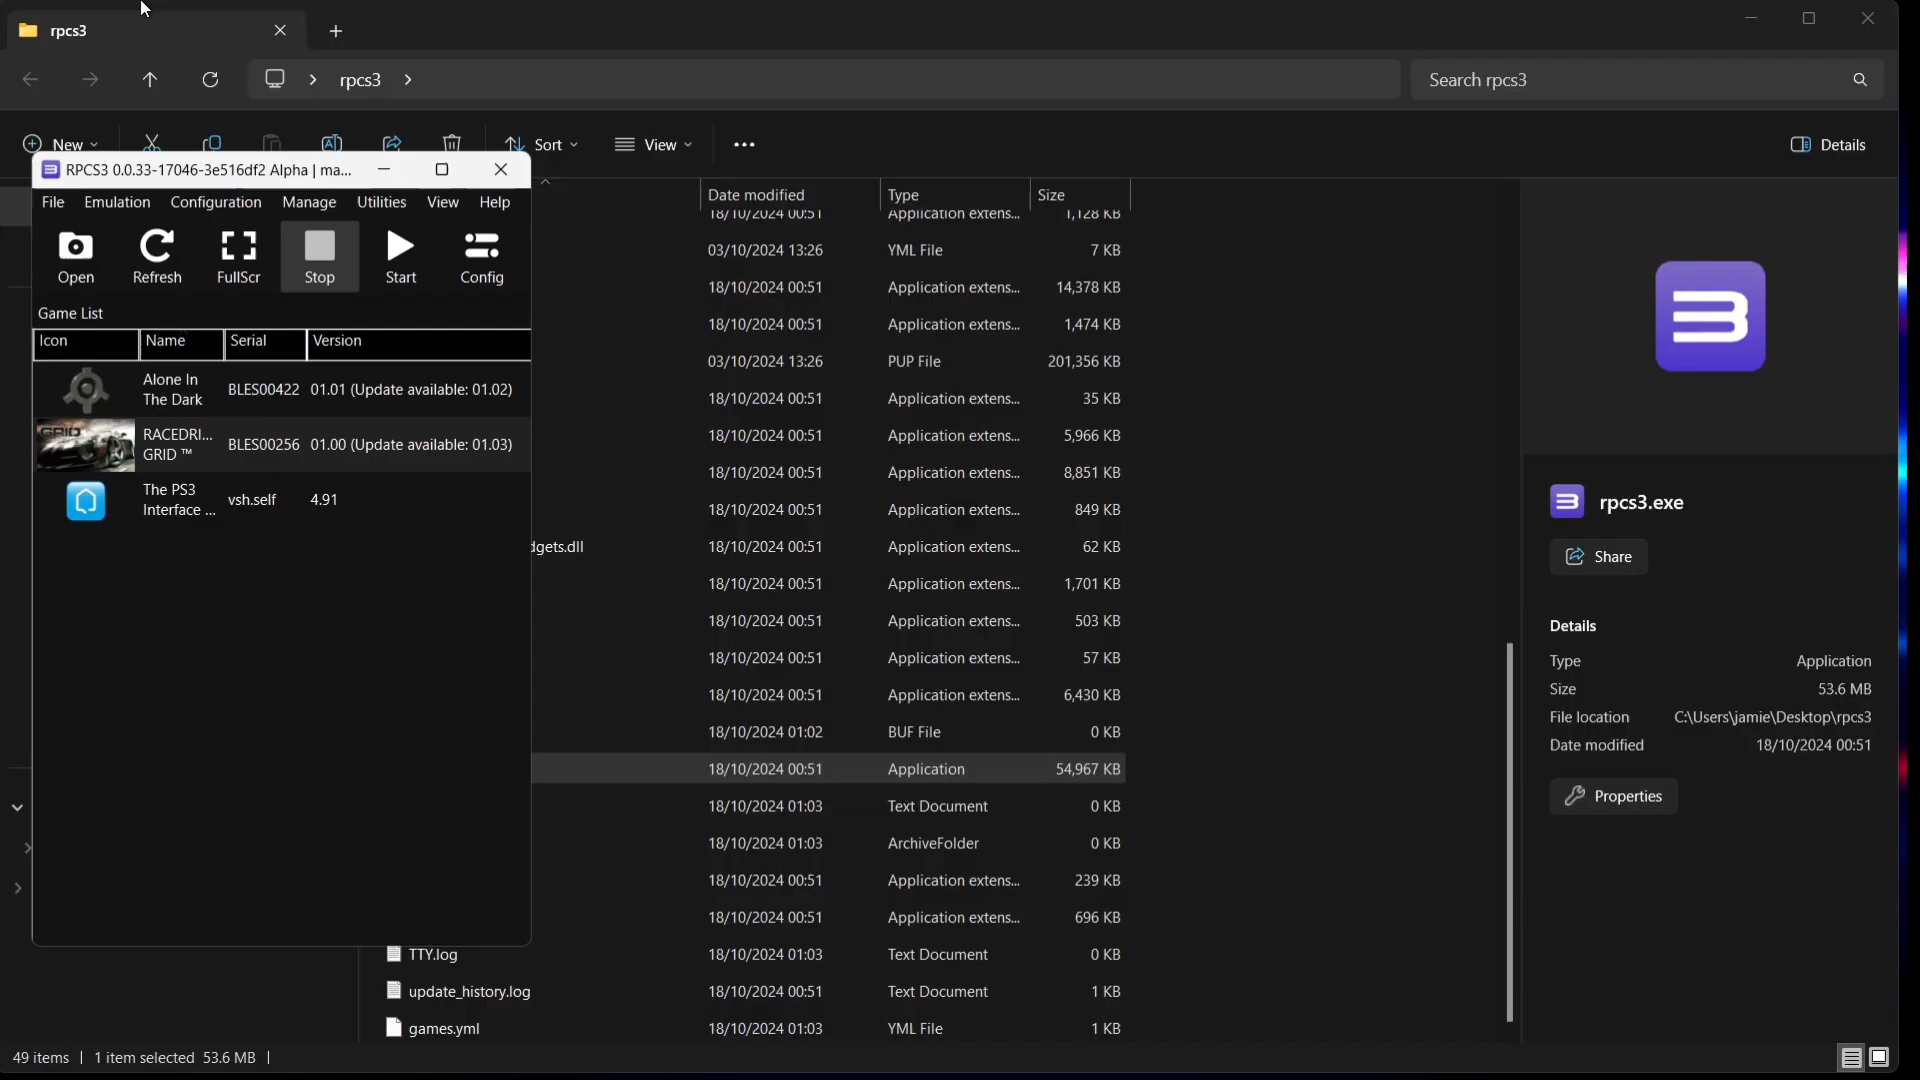 rpcs3
rpcs3
Search rpcs3
New
Sort
View
Details
RPCS3 0.0.33-17046-3e516df2 Alpha | ma...
File Emulation Configuration Manage Utilities View Help
Open Refresh FullScr Stop Start Config
Game List
Icon Name Serial Version
Alone In
The Dark
BLES00422 01.01 (Update available: 01.02)
GRID
RACEDRI...
GRID ™
BLES00256 01.00 (Update available: 01.03)
The PS3
Interface ...
vsh.self 4.91
Date modified Type Size
18/10/2024 00:51 Application extens... 1,128 KB
03/10/2024 13:26 YML File 7 KB
18/10/2024 00:51 Application extens... 14,378 KB
18/10/2024 00:51 Application extens... 1,474 KB
03/10/2024 13:26 PUP File 201,356 KB
18/10/2024 00:51 Application extens... 35 KB
18/10/2024 00:51 Application extens... 5,966 KB
18/10/2024 00:51 Application extens... 8,851 KB
18/10/2024 00:51 Application extens... 849 KB
dgets.dll 18/10/2024 00:51 Application extens... 62 KB
18/10/2024 00:51 Application extens... 1,701 KB
18/10/2024 00:51 Application extens... 503 KB
18/10/2024 00:51 Application extens... 57 KB
18/10/2024 00:51 Application extens... 6,430 KB
18/10/2024 01:02 BUF File 0 KB
18/10/2024 00:51 Application 54,967 KB
18/10/2024 01:03 Text Document 0 KB
18/10/2024 01:03 ArchiveFolder 0 KB
18/10/2024 00:51 Application extens... 239 KB
18/10/2024 00:51 Application extens... 696 KB
TTY.log 18/10/2024 01:03 Text Document 0 KB
update_history.log 18/10/2024 00:51 Text Document 1 KB
games.yml 18/10/2024 01:03 YML File 1 KB
rpcs3.exe
Share
Details
Type Application
Size 53.6 MB
File location C:\Users\jamie\Desktop\rpcs3
Date modified 18/10/2024 00:51
Properties
49 items | 1 item selected 53.6 MB |